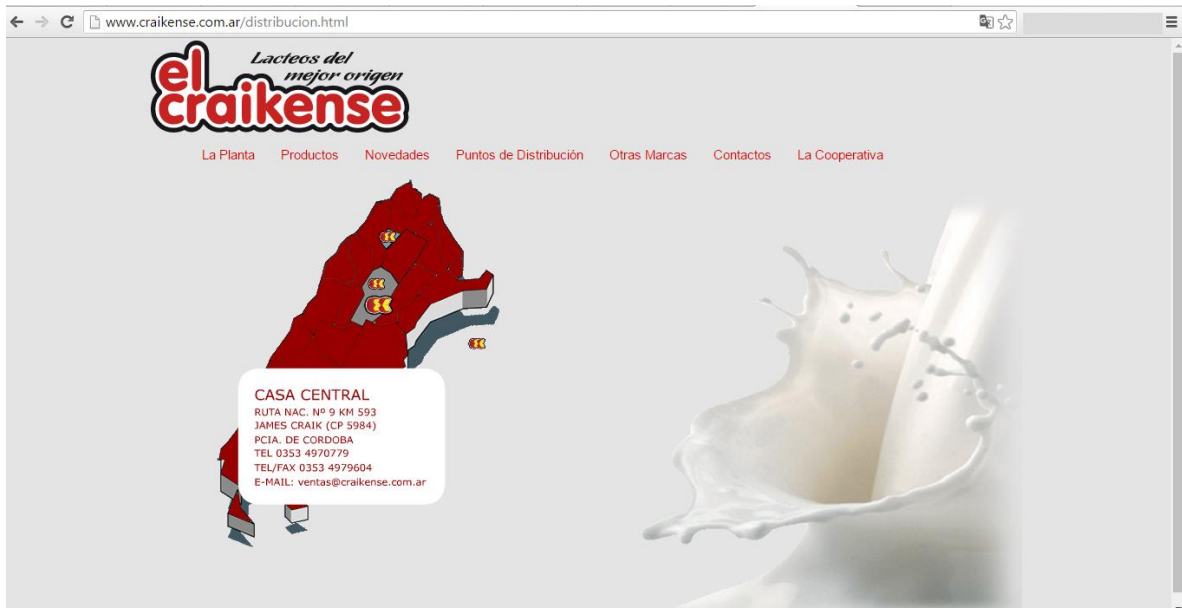 www.craikense.com.ar/distribucion.html
Lacteos del
mejor origen
el
craikense
La Planta Productos Novedades Puntos de Distribución Otras Marcas Contactos La Cooperativa
CASA CENTRAL
RUTA NAC. Nº 9 KM 593
JAMES CRAIK (CP 5984)
PCIA. DE CORDOBA
TEL 0353 4970779
TEL/FAX 0353 4979604
E-MAIL: ventas@craikense.com.ar